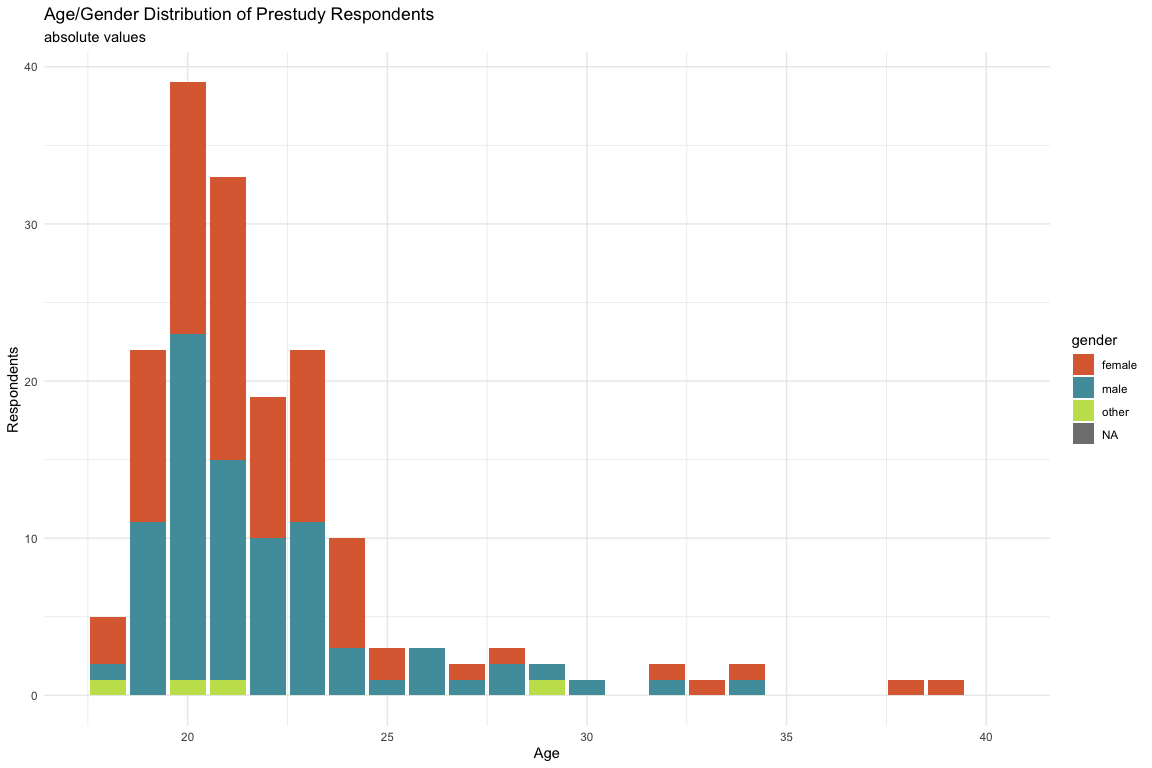 Age/Gender Distribution of Prestudy Respondents
absolute values
40
30
20
10
0
Respondents
20
25
30
35
40
Age
gender
female
male
other
NA